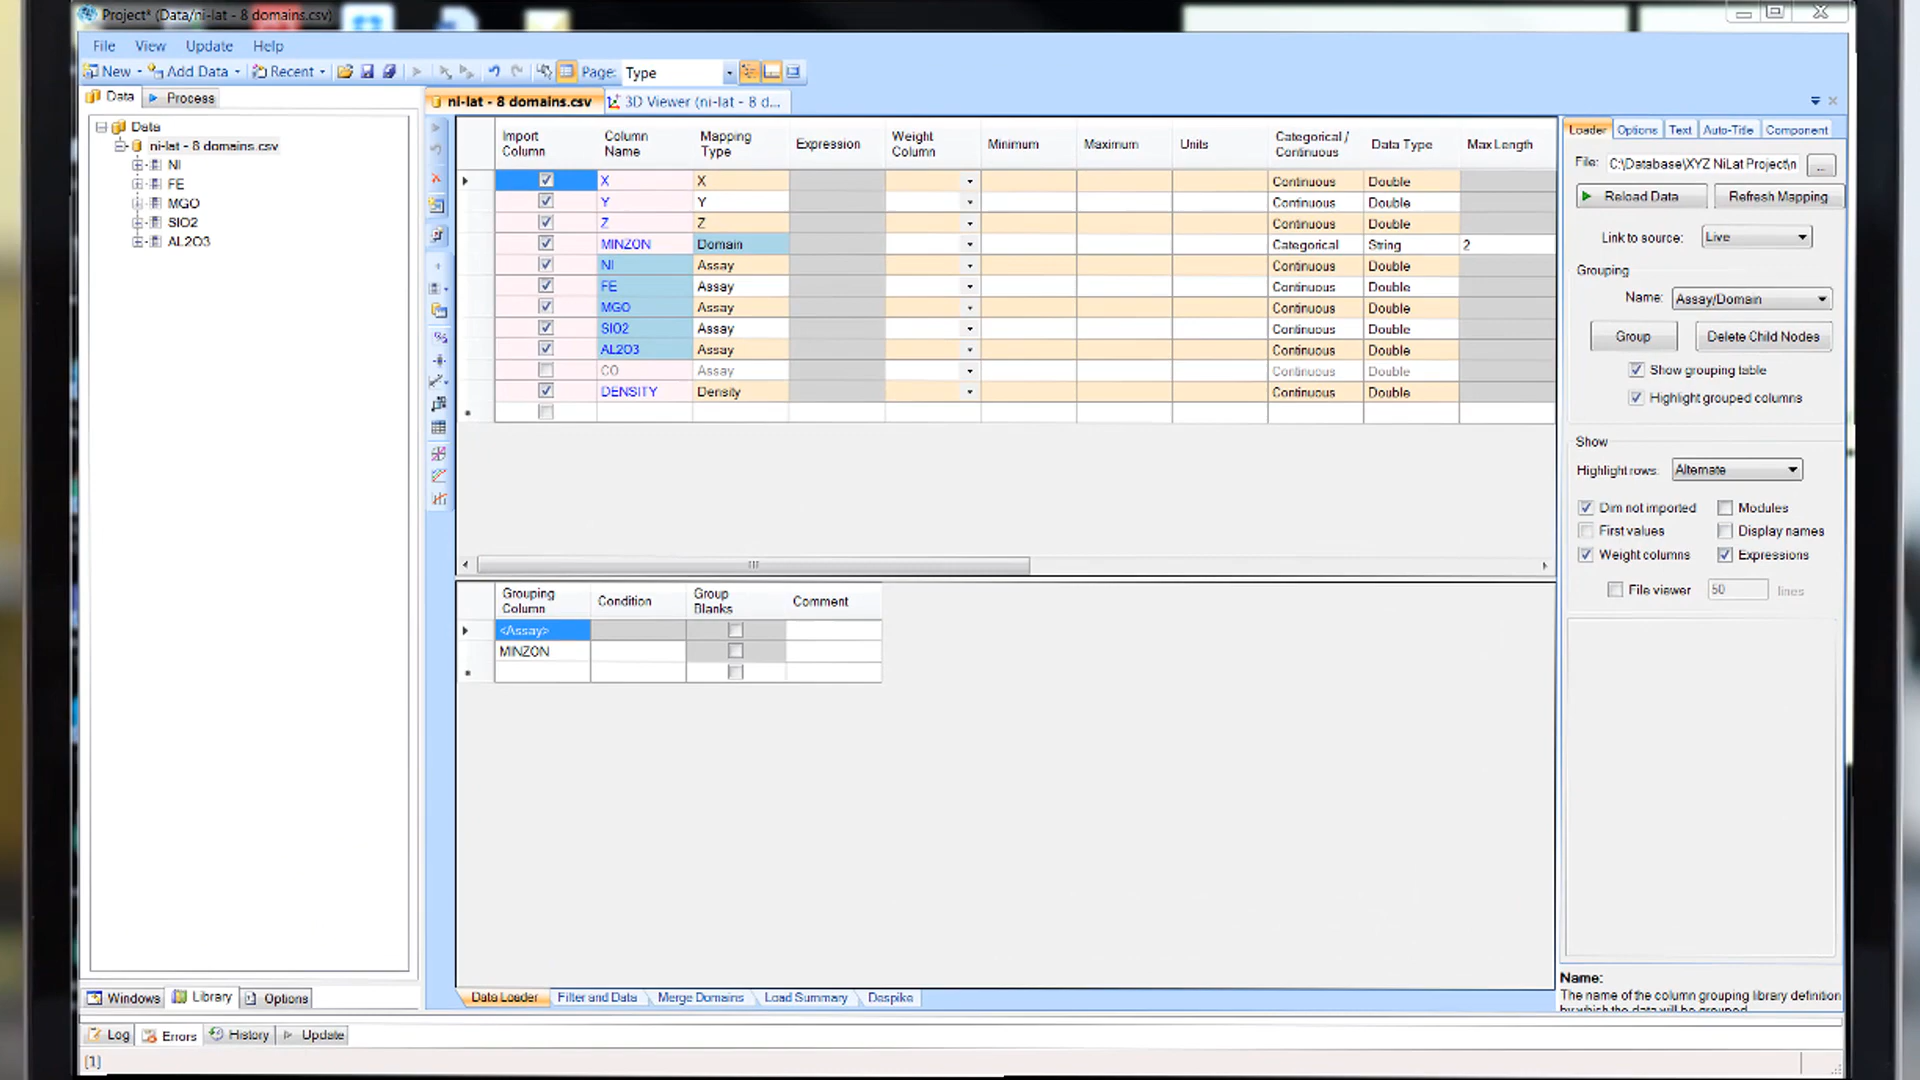 Project* (Data/ni-lat - 8 domains.csv)
File View Update Help
New Add Data Recent Page: Type
Data Process
ni-lat - 8 domains.csv 3D Viewer (ni-lat - 8 d...
Data
ni-lat - 8 domains.csv
NI
FE
MGO
SIO2
AL2O3
Import Column Column Name Mapping Type Expression Weight Column Minimum Maximum Units Categorical / Continuous Data Type Max Length
X X Continuous Double
Y Y Continuous Double
Z Z Continuous Double
MINZON Domain Categorical String 2
NI Assay Continuous Double
FE Assay Continuous Double
MGO Assay Continuous Double
SIO2 Assay Continuous Double
AL2O3 Assay Continuous Double
CO Assay Continuous Double
DENSITY Density Continuous Double
Grouping Column Condition Group Blanks Comment
<Assay>
MINZON
Data Loader Filter and Data Merge Domains Load Summary Despike
Loader Options Text Auto-Title Component
File: C:\Database\XYZ NiLat Project\n ...
Reload Data Refresh Mapping
Link to source: Live
Grouping
Name: Assay/Domain
Group Delete Child Nodes
Show grouping table
Highlight grouped columns
Show
Highlight rows: Alternate
Dim not imported Modules
First values Display names
Weight columns Expressions
File viewer 50 lines
Name:
The name of the column grouping library definition
by which the data will be grouped
Windows Library Options
Log Errors History Update
[1]